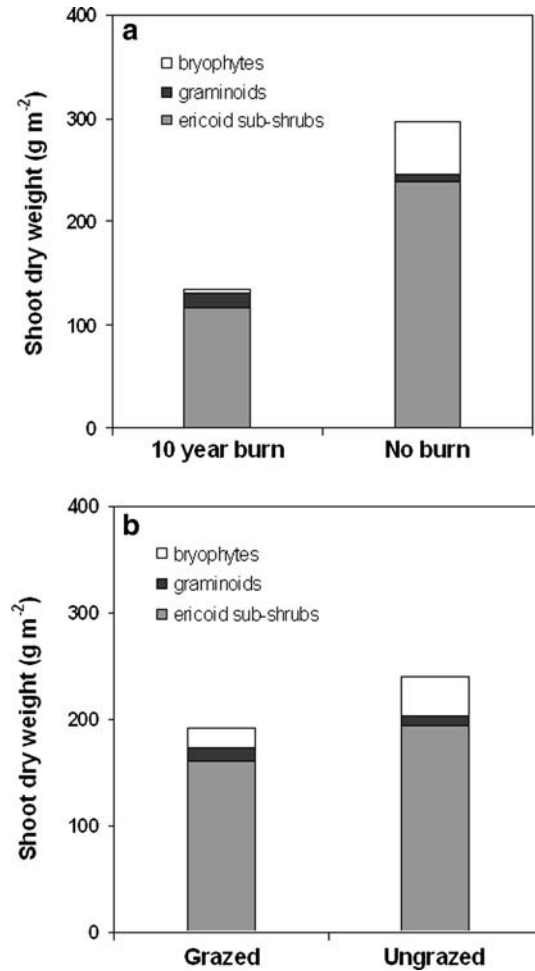 a
400
300
200
100
0
Shoot dry weight (g m-2)
bryophytes
graminoids
ericoid sub-shrubs
10 year burn No burn
b
400
300
200
100
0
Shoot dry weight (g m-2)
bryophytes
graminoids
ericoid sub-shrubs
Grazed Ungrazed